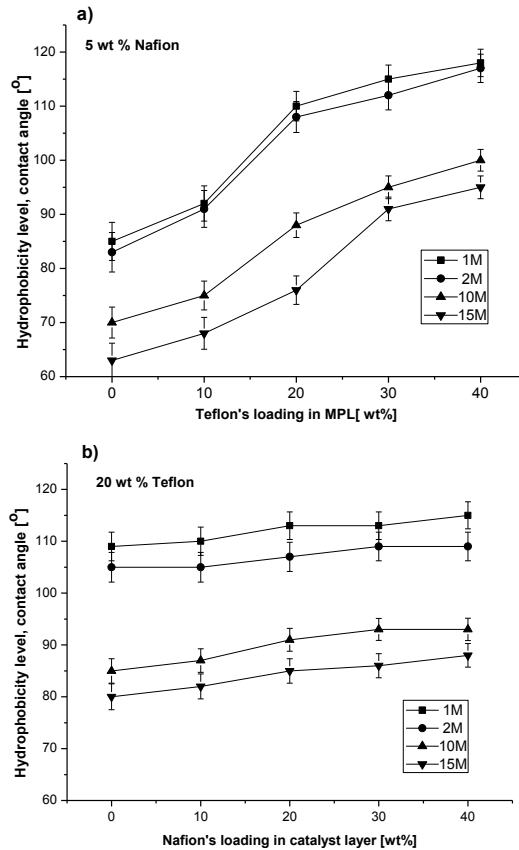 a)
5 wt % Nafion
120
110
100
90
80
70
60
0 10 20 30 40
Hydrophobicity level, contact angle [⁰]
Teflon's loading in MPL[ wt%]
1M
2M
10M
15M
b)
20 wt % Teflon
120
110
100
90
80
70
60
0 10 20 30 40
Hydrophobicity level, contact angle [⁰]
Nafion's loading in catalyst layer [wt%]
1M
2M
10M
15M